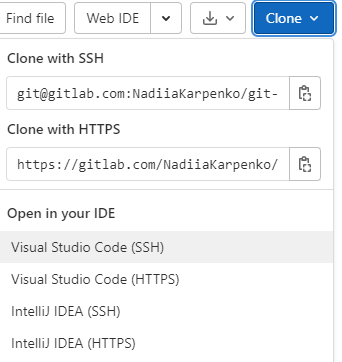 Find file Web IDE Clone
Clone with SSH
git@gitlab.com:NadiiaKarpenko/git-
Clone with HTTPS
https://gitlab.com/NadiiaKarpenko/
Open in your IDE
Visual Studio Code (SSH)
Visual Studio Code (HTTPS)
IntelliJ IDEA (SSH)
IntelliJ IDEA (HTTPS)